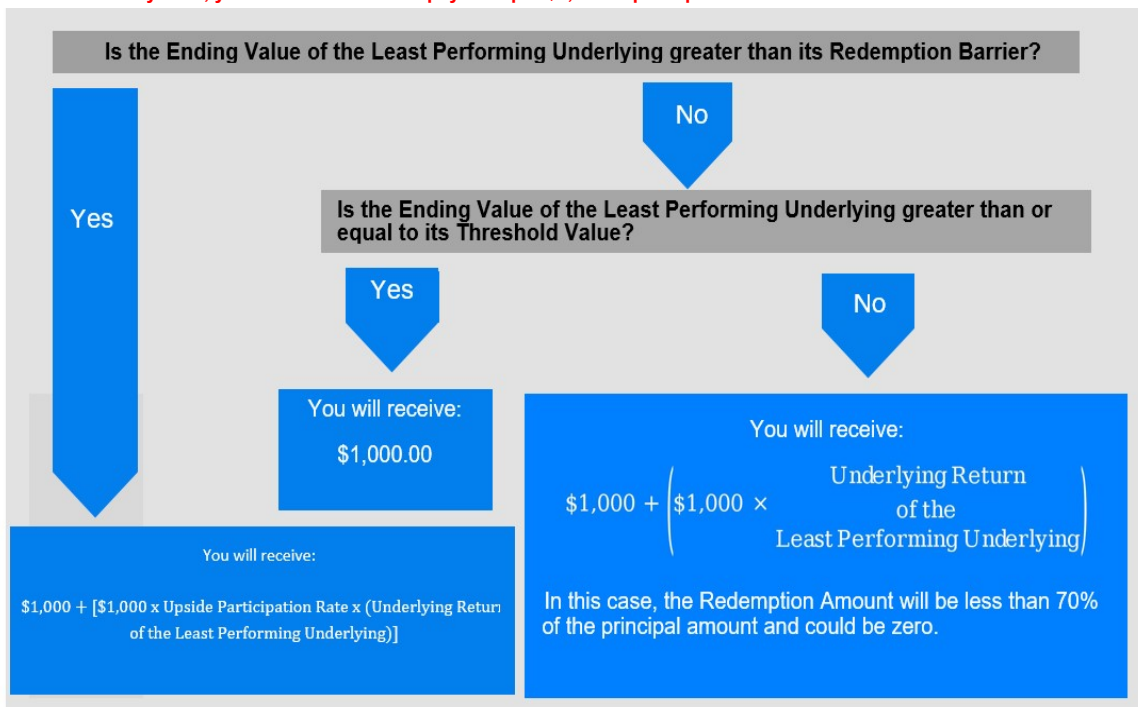 Is the Ending Value of the Least Performing Underlying greater than its Redemption Barrier?
No
Yes
Is the Ending Value of the Least Performing Underlying greater than or
equal to its Threshold Value?
Yes
No
You will receive:
$1,000.00
You will receive:
$1,000 + ($1,000 × Underlying Return
of the
Least Performing Underlying)
In this case, the Redemption Amount will be less than 70%
of the principal amount and could be zero.
You will receive:
$1,000 + [$1,000 x Upside Participation Rate x (Underlying Retur
of the Least Performing Underlying)]